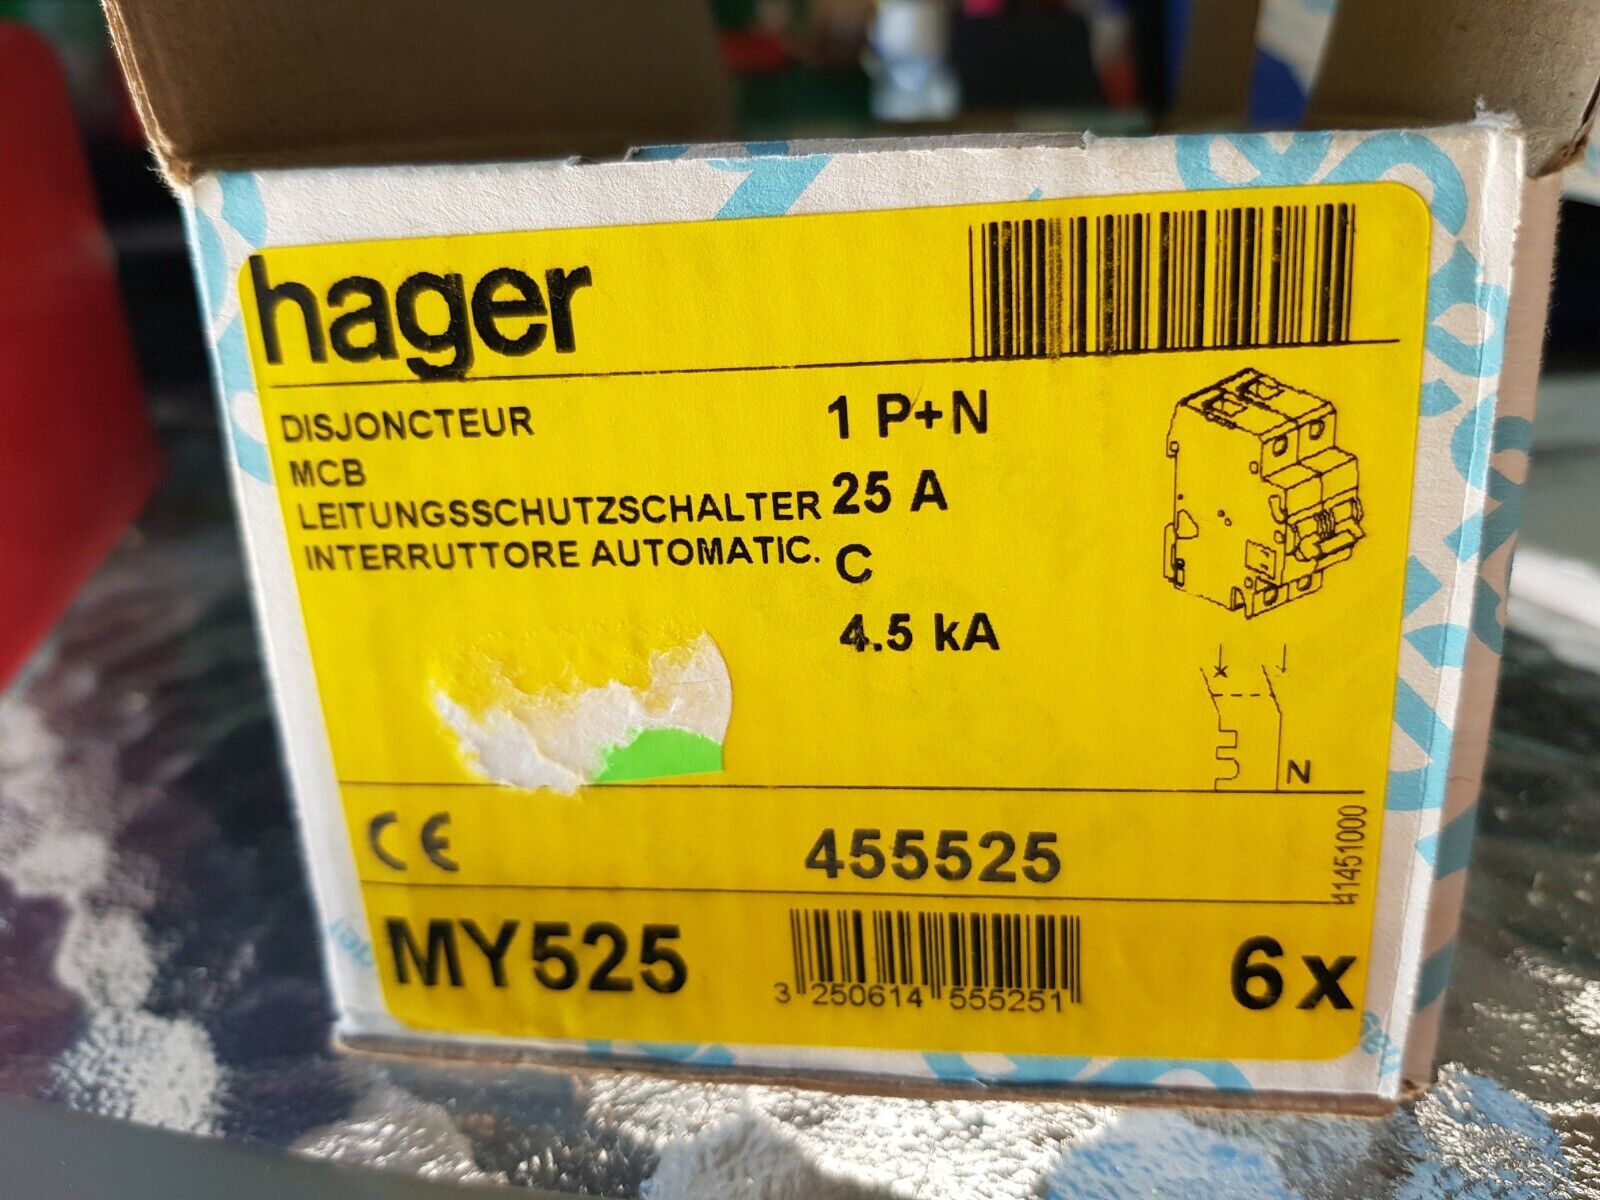 hager
DISJONCTEUR
MCB
LEITUNGSSCHUTZSCHALTER
INTERRUTTORE AUTOMATIC.
1 P+N
25 A
C
4.5 kA
N
CE
455525
41451000
MY525
3 250614 555251
6x